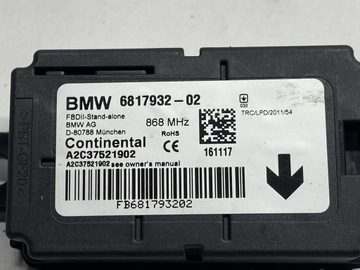 BMW 6817932-02
FBDII-Stand-alone
BMW AG
D-80788 München
868 MHz
RoHS
030
TRC/LPD/2011/54
Continental
A2C37521902
A2C37521902 see owner's manual
161117
FB681793202